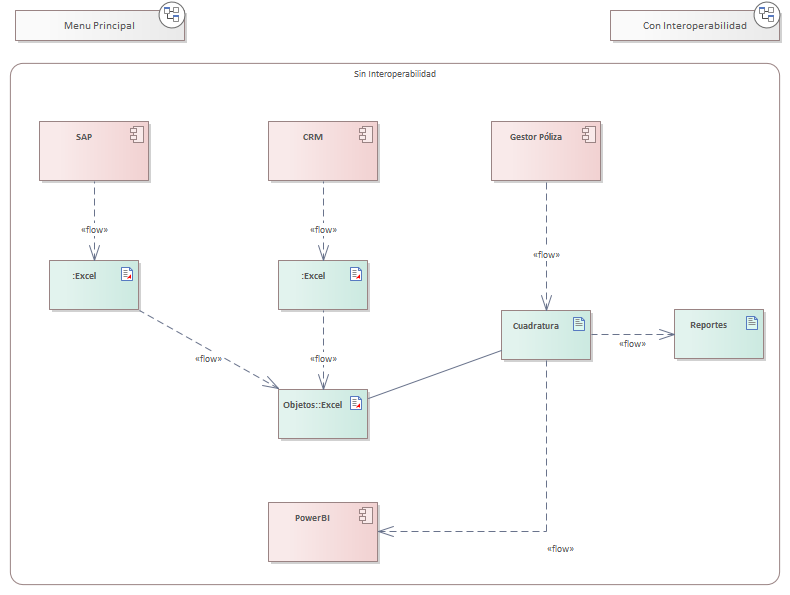 Menu Principal
Con Interoperabilidad
Sin Interoperabilidad
SAP
CRM
Gestor Póliza
«flow»
«flow»
«flow»
:Excel
:Excel
Cuadratura
Reportes
«flow»
«flow»
«flow»
Objetos::Excel
PowerBI
«flow»